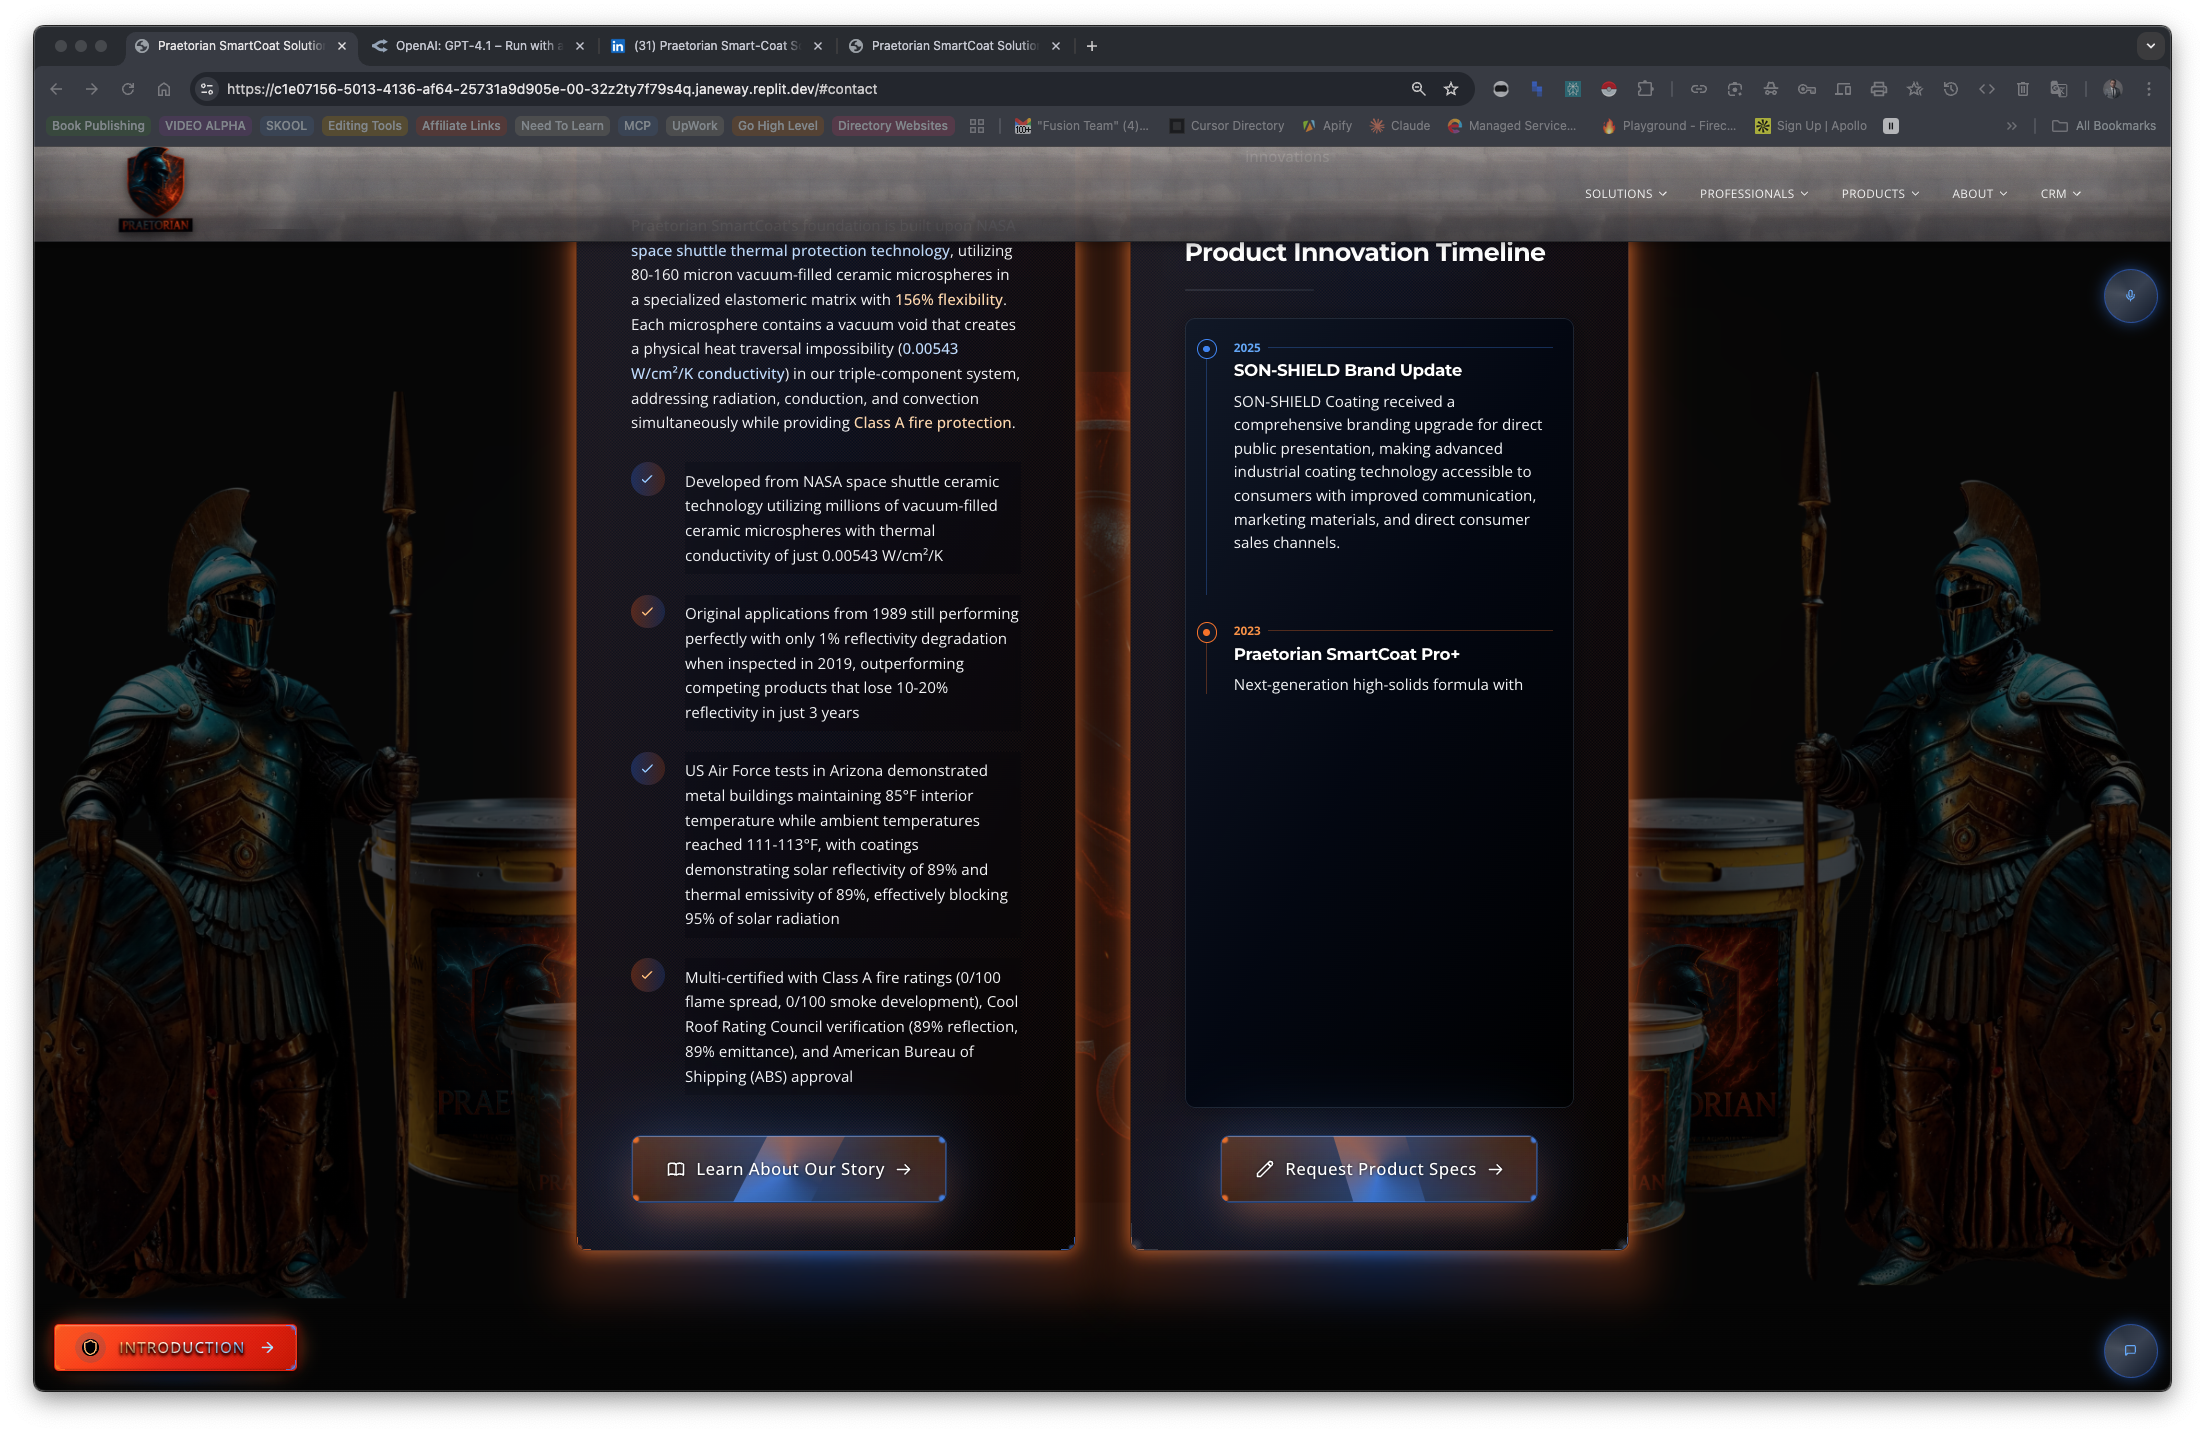 Praetorian SmartCoat Solutio
OpenAI: GPT-4.1 – Run with a
(31) Praetorian Smart-Coat S
Praetorian SmartCoat Solutio
https://c1e07156-5013-4136-af64-25731a9d905e-00-32z2ty7f79s4q.janeway.replit.dev/#contact
Book Publishing
VIDEO ALPHA
SKOOL
Editing Tools
Affiliate Links
Need To Learn
MCP
UpWork
Go High Level
Directory Websites
100+
"Fusion Team" (4)...
Cursor Directory
Apify
Claude
Managed Service...
Playground - Firec...
Sign Up | Apollo
All Bookmarks
PRAETORIAN
SOLUTIONS
PROFESSIONALS
PRODUCTS
ABOUT
CRM
Innovations
Praetorian SmartCoat's foundation is built upon NASA
space shuttle thermal protection technology, utilizing
80-160 micron vacuum-filled ceramic microspheres in
a specialized elastomeric matrix with 156% flexibility.
Each microsphere contains a vacuum void that creates
a physical heat traversal impossibility (0.00543
W/cm²/K conductivity) in our triple-component system,
addressing radiation, conduction, and convection
simultaneously while providing Class A fire protection.
Developed from NASA space shuttle ceramic
technology utilizing millions of vacuum-filled
ceramic microspheres with thermal
conductivity of just 0.00543 W/cm²/K
Original applications from 1989 still performing
perfectly with only 1% reflectivity degradation
when inspected in 2019, outperforming
competing products that lose 10-20%
reflectivity in just 3 years
US Air Force tests in Arizona demonstrated
metal buildings maintaining 85°F interior
temperature while ambient temperatures
reached 111-113°F, with coatings
demonstrating solar reflectivity of 89% and
thermal emissivity of 89%, effectively blocking
95% of solar radiation
Multi-certified with Class A fire ratings (0/100
flame spread, 0/100 smoke development), Cool
Roof Rating Council verification (89% reflection,
89% emittance), and American Bureau of
Shipping (ABS) approval
Learn About Our Story
Product Innovation Timeline
2025
SON-SHIELD Brand Update
SON-SHIELD Coating received a
comprehensive branding upgrade for direct
public presentation, making advanced
industrial coating technology accessible to
consumers with improved communication,
marketing materials, and direct consumer
sales channels.
2023
Praetorian SmartCoat Pro+
Next-generation high-solids formula with
Request Product Specs
PRAE
PRA
ORIAN
IAN
INTRODUCTION